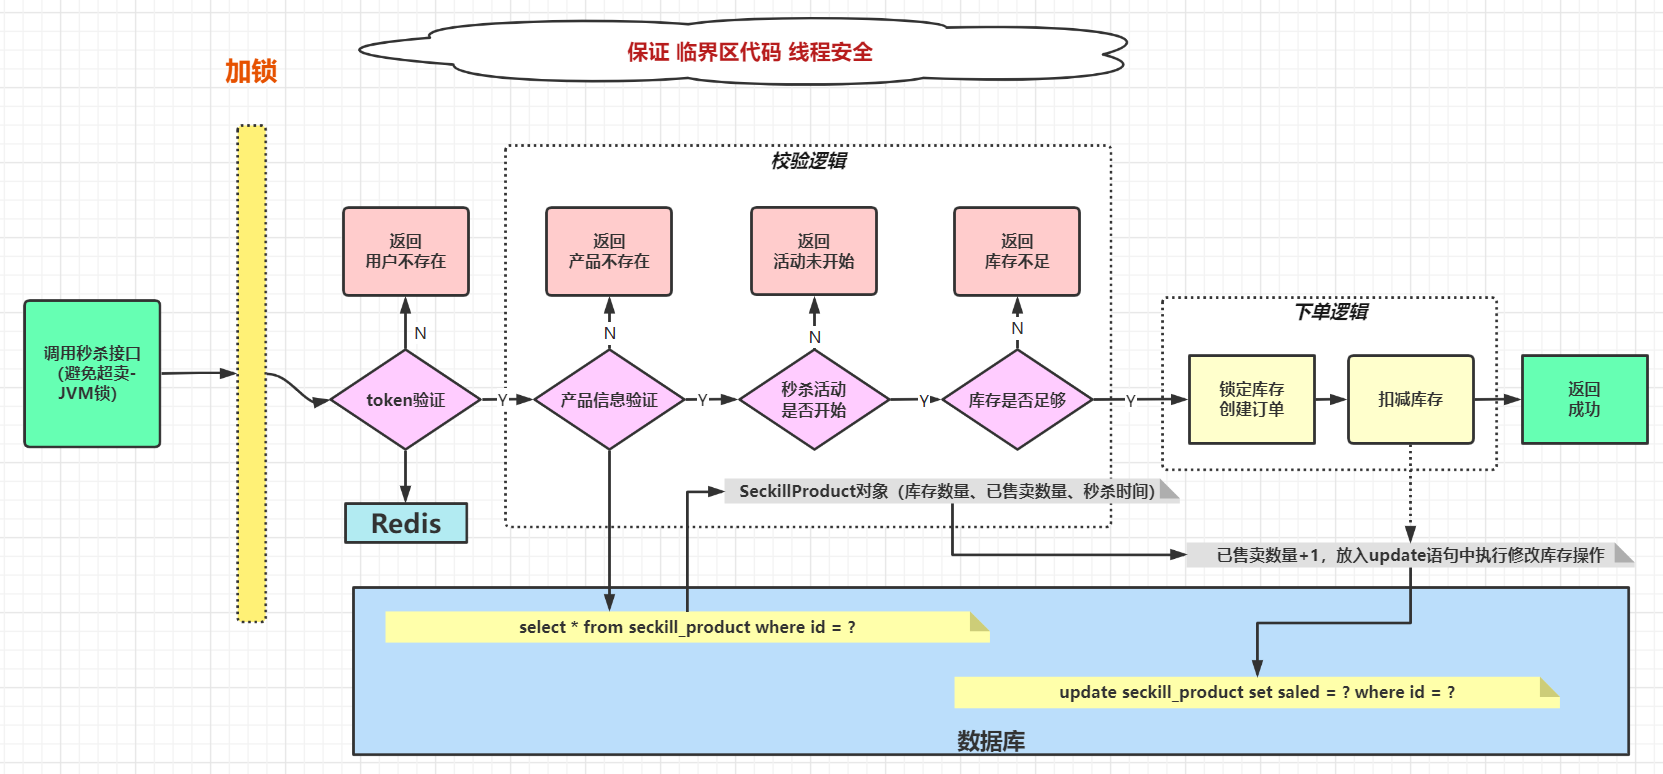 保证 临界区代码 线程安全
加锁
校验逻辑
返回
用户不存在
返回
产品不存在
返回
活动未开始
返回
库存不足
下单逻辑
N
N
N
N
调用秒杀接口
（避免超卖-
JVM锁）
token验证
Y
产品信息验证
Y
秒杀活动
是否开始
Y
库存是否足够
Y
锁定库存
创建订单
扣减库存
返回
成功
SeckillProduct对象（库存数量、已售卖数量、秒杀时间）
Redis
已售卖数量+1，放入update语句中执行修改库存操作
select * from seckill_product where id = ?
update seckill_product set saled = ? where id = ?
数据库